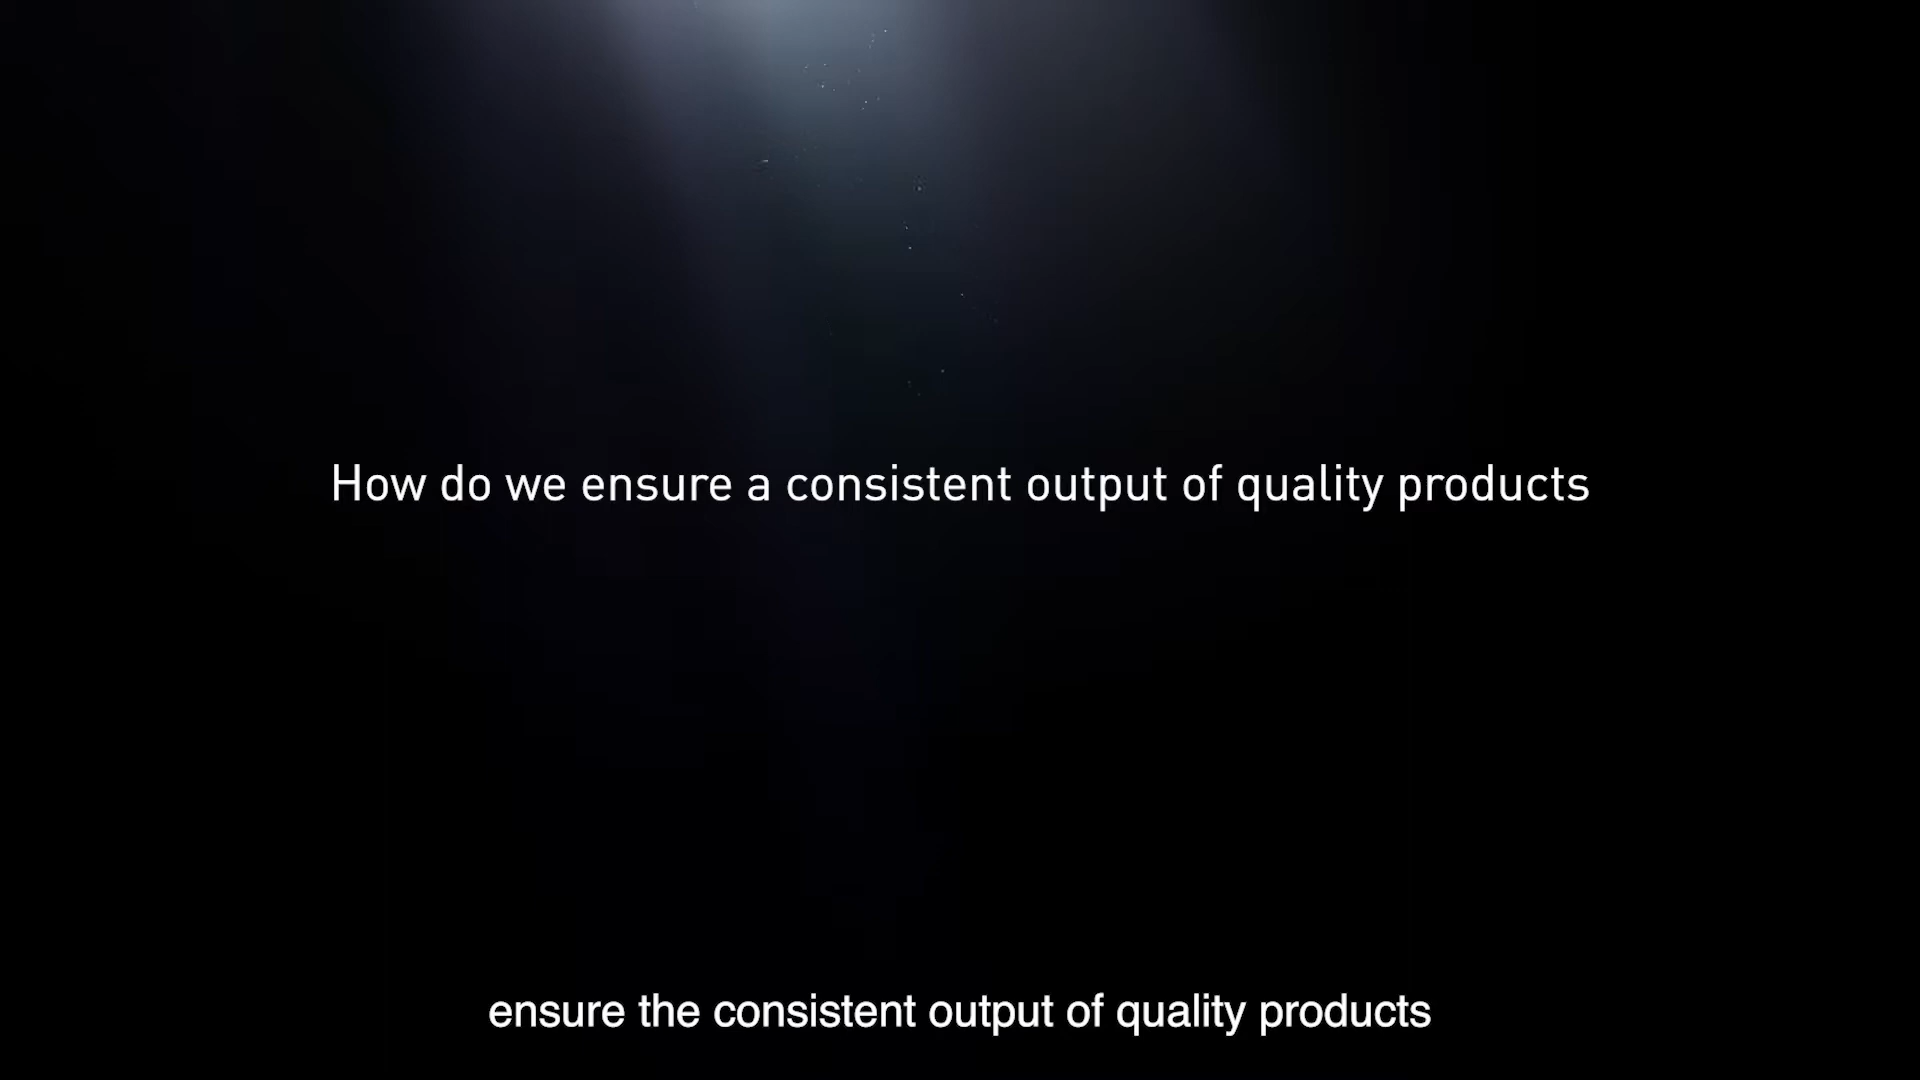 How do we ensure a consistent output of quality products
ensure the consistent output of quality products